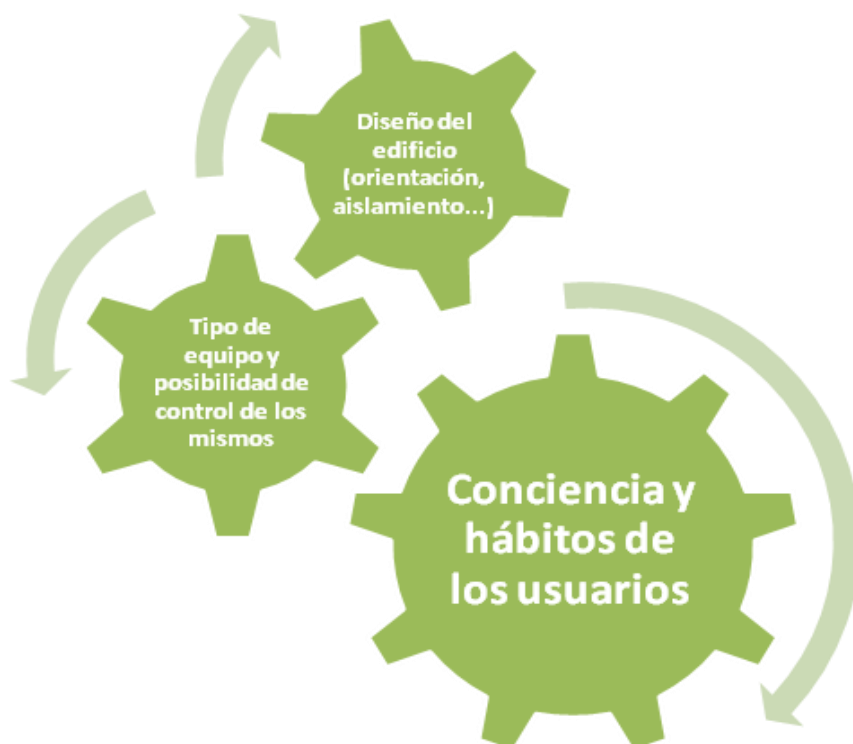 Diseño del
edificio
(orientación,
aislamiento...)
Tipo de
equipo y
posibilidad de
control de los
mismos
Conciencia y
hábitos de
los usuarios